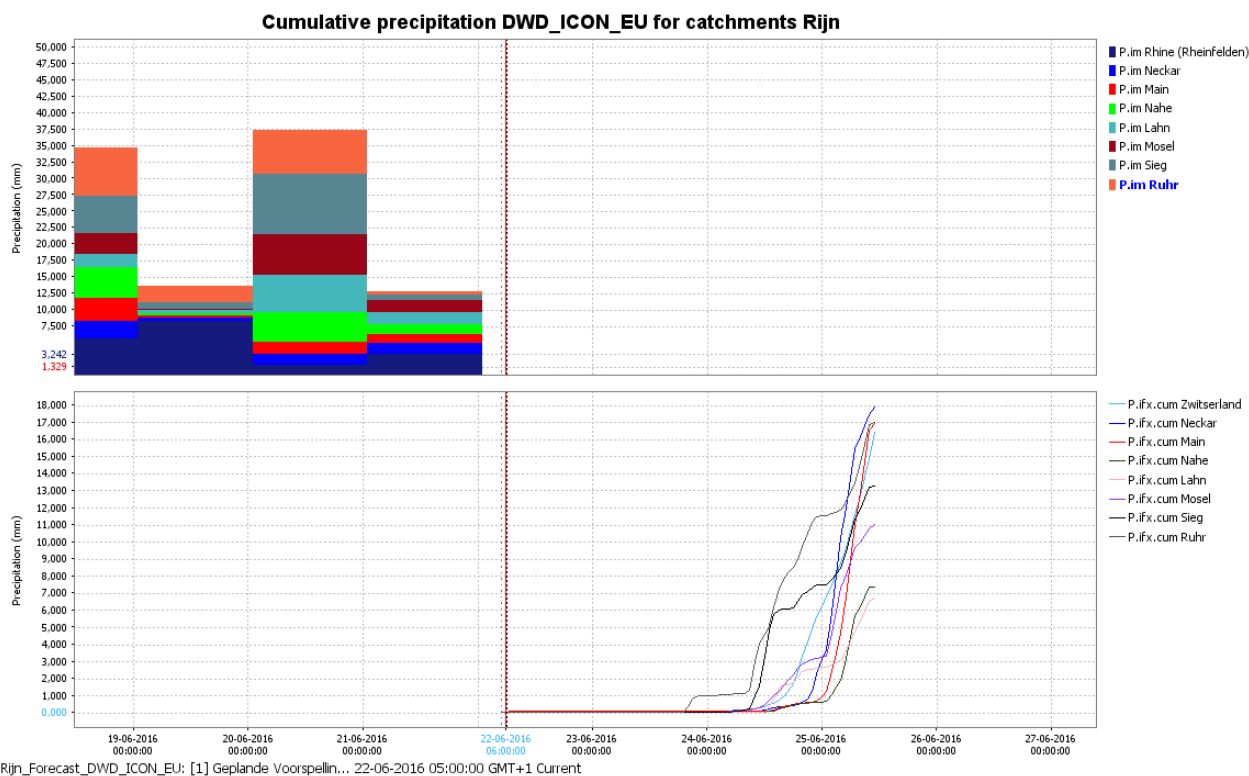 Cumulative precipitation DWD_ICON_EU for catchments Rijn
50,000
47,500
45,000
42,500
40,000
37,500
35,000
32,500
30,000
27,500
25,000
22,500
20,000
17,500
15,000
12,500
10,000
7,500
3,242
1,329
Precipitation (mm)
P.im Rhine (Rheinfelden)
P.im Neckar
P.im Main
P.im Nahe
P.im Lahn
P.im Mosel
P.im Sieg
P.im Ruhr
18,000
17,000
16,000
15,000
14,000
13,000
12,000
11,000
10,000
9,000
8,000
7,000
6,000
5,000
4,000
3,000
2,000
1,000
0,000
Precipitation (mm)
P.ifx.cum Zwitserland
P.ifx.cum Neckar
P.ifx.cum Main
P.ifx.cum Nahe
P.ifx.cum Lahn
P.ifx.cum Mosel
P.ifx.cum Sieg
P.ifx.cum Ruhr
19-06-2016 20-06-2016 21-06-2016 22-06-2016 23-06-2016 24-06-2016 25-06-2016 26-06-2016 27-06-2016
00:00:00 00:00:00 00:00:00 06:00:00 00:00:00 00:00:00 00:00:00 00:00:00 00:00:00
Rijn_Forecast_DWD_ICON_EU: [1] Geplande Voorspellin... 22-06-2016 05:00:00 GMT+1 Current